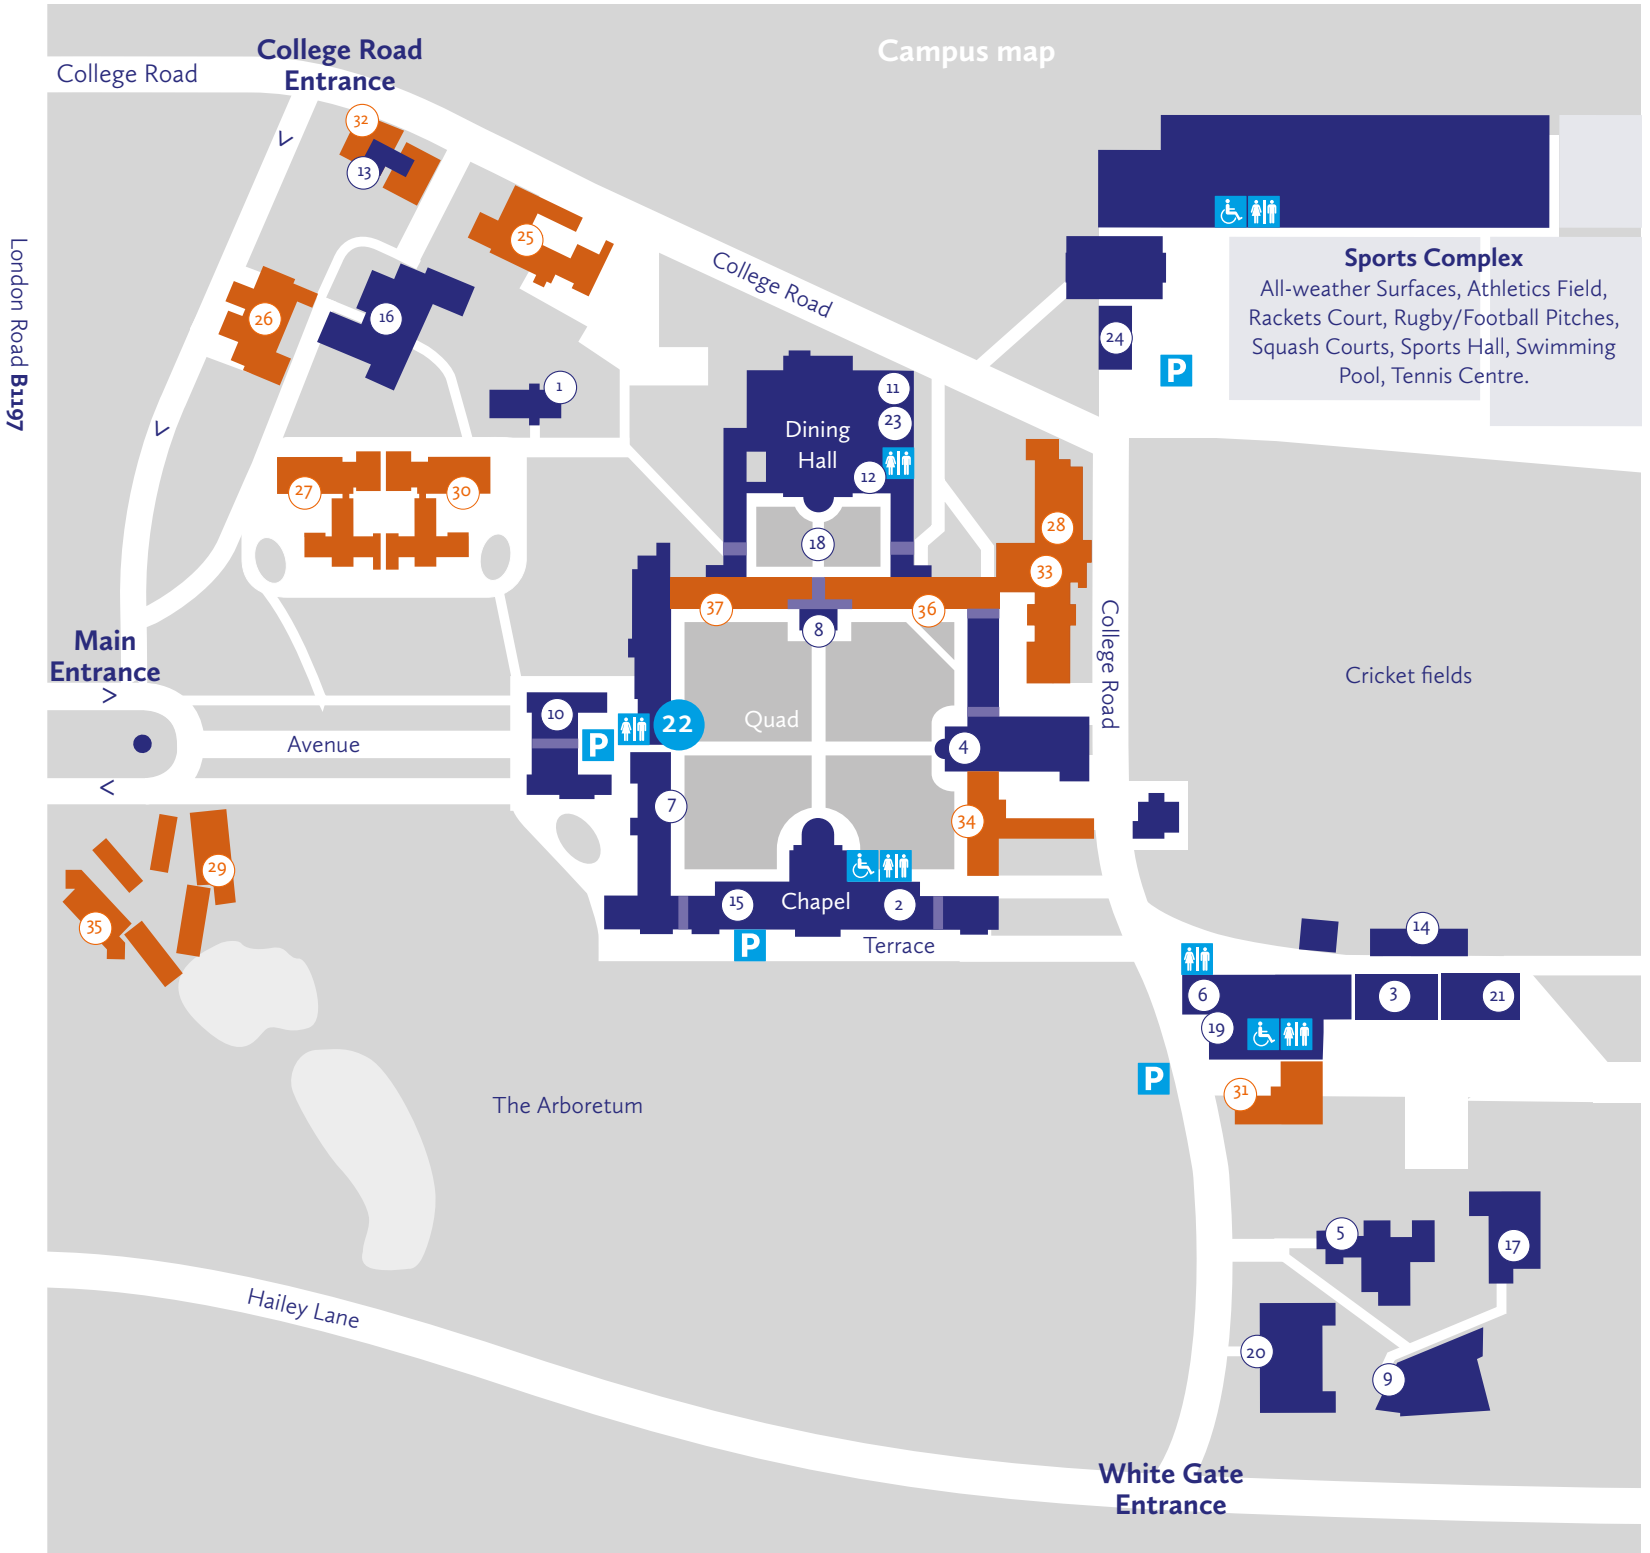 Campus map
College Road
Entrance
College Road
32
13
25
College Road
London Road B1197
26
16
1
24
P
Sports Complex
All-weather Surfaces, Athletics Field,
Rackets Court, Rugby/Football Pitches,
Squash Courts, Sports Hall, Swimming
Pool, Tennis Centre.
11
23
Dining
Hall
12
27
30
28
18
33
37
36
8
College Road
Main
Entrance
>
Cricket fields
10
22
P
Quad
Avenue
4
<
7
34
29
35
15
Chapel
2
P
Terrace
14
6
3
21
19
P
31
The Arboretum
5
17
Hailey Lane
20
9
White Gate
Entrance